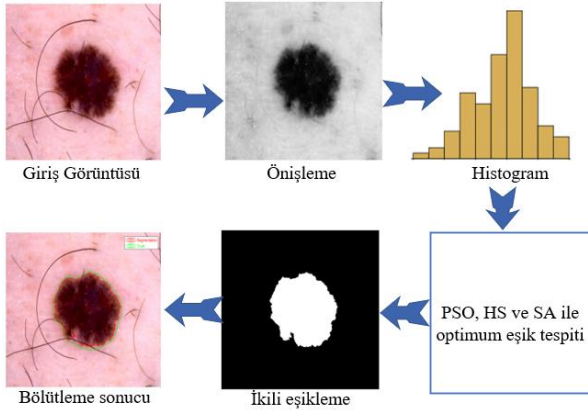 Giriş Görüntüsü
Önişleme
Histogram
PSO, HS ve SA ile
optimum eşik tespiti
İkili eşikleme
Bölütleme sonucu